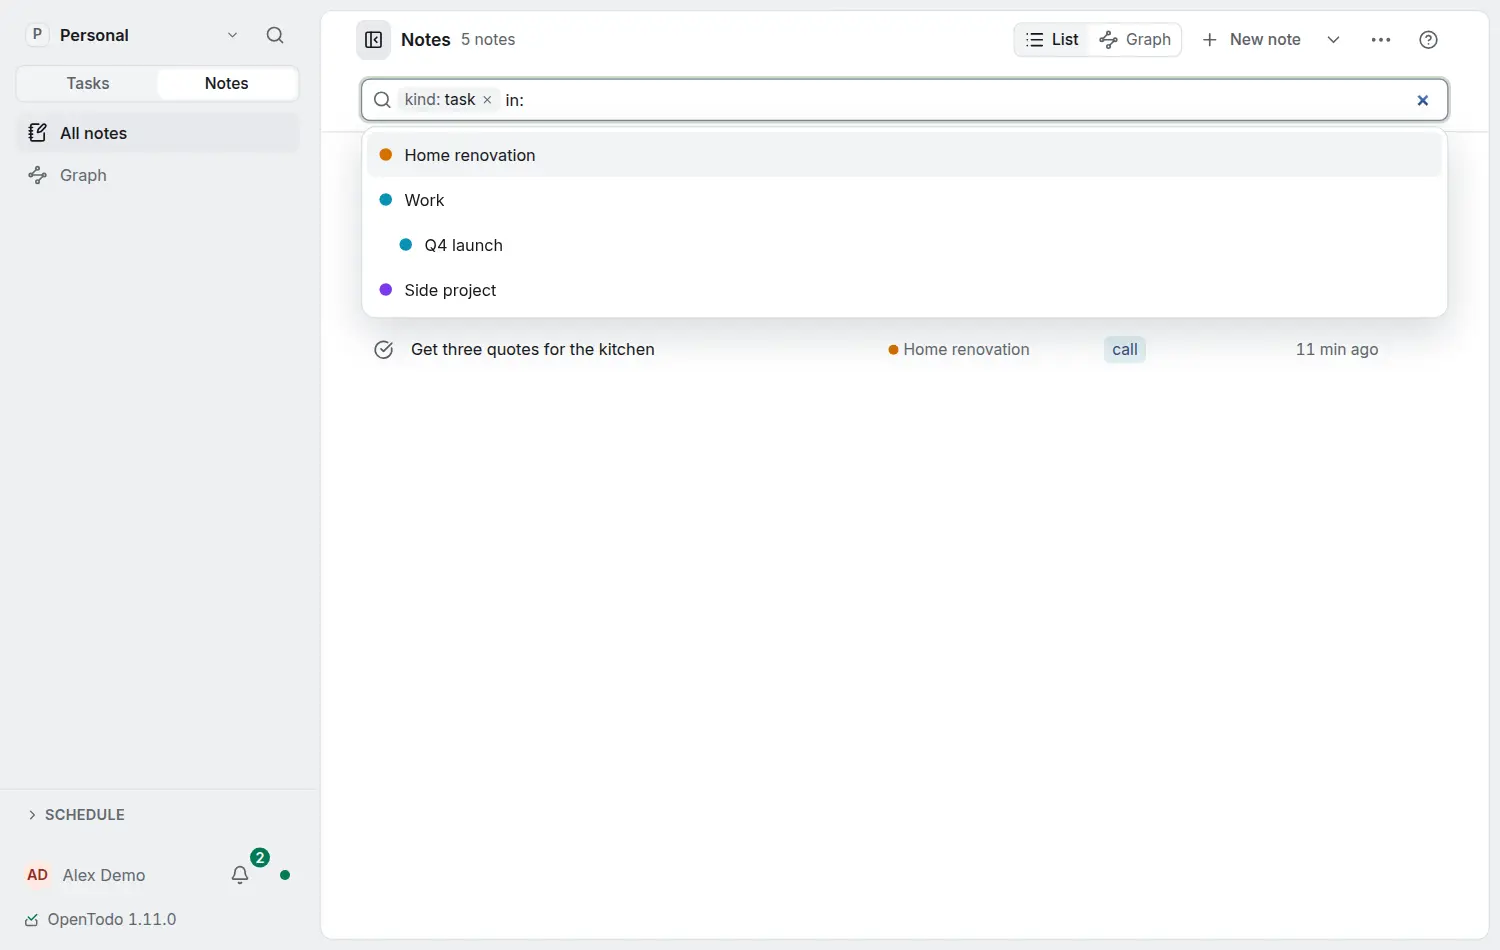 P Personal
Tasks Notes
All notes
Graph
SCHEDULE
2
AD Alex Demo
OpenTodo 1.11.0
Notes 5 notes List Graph New note
kind: task in:
Home renovation
Work
Q4 launch
Side project
Get three quotes for the kitchen Home renovation call 11 min ago